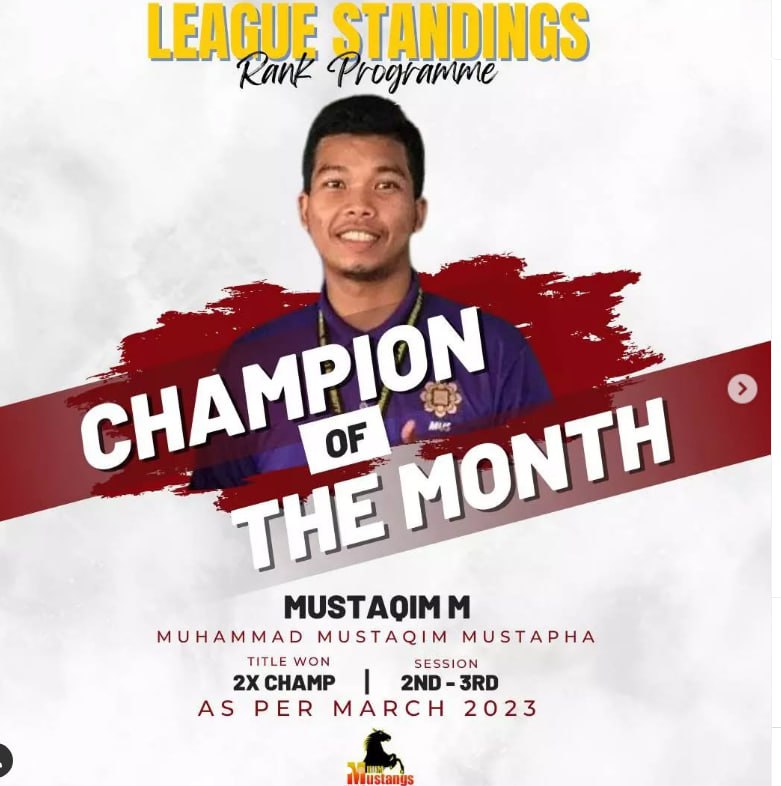 LEAGUE STANDINGS
Rank Programme
CHAMPION
OF
THE MONTH
MUSTAQIM M
MUHAMMAD MUSTAQIM MUSTAPHA
TITLE WON
2X CHAMP
|
SESSION
2ND - 3RD
AS PER MARCH 2023
Mustangs